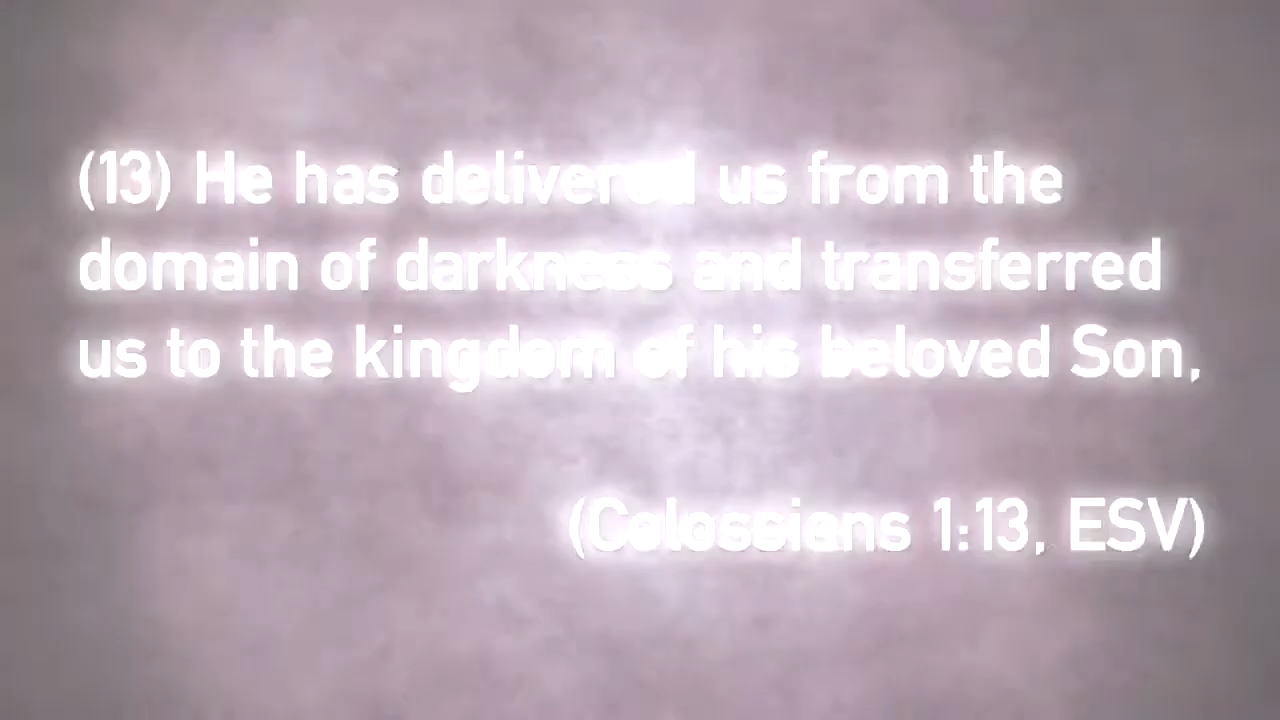 (13) He has delivered us from the
domain of darkness and transferred
us to the kingdom of his beloved Son,
(Colossians 1:13, ESV)